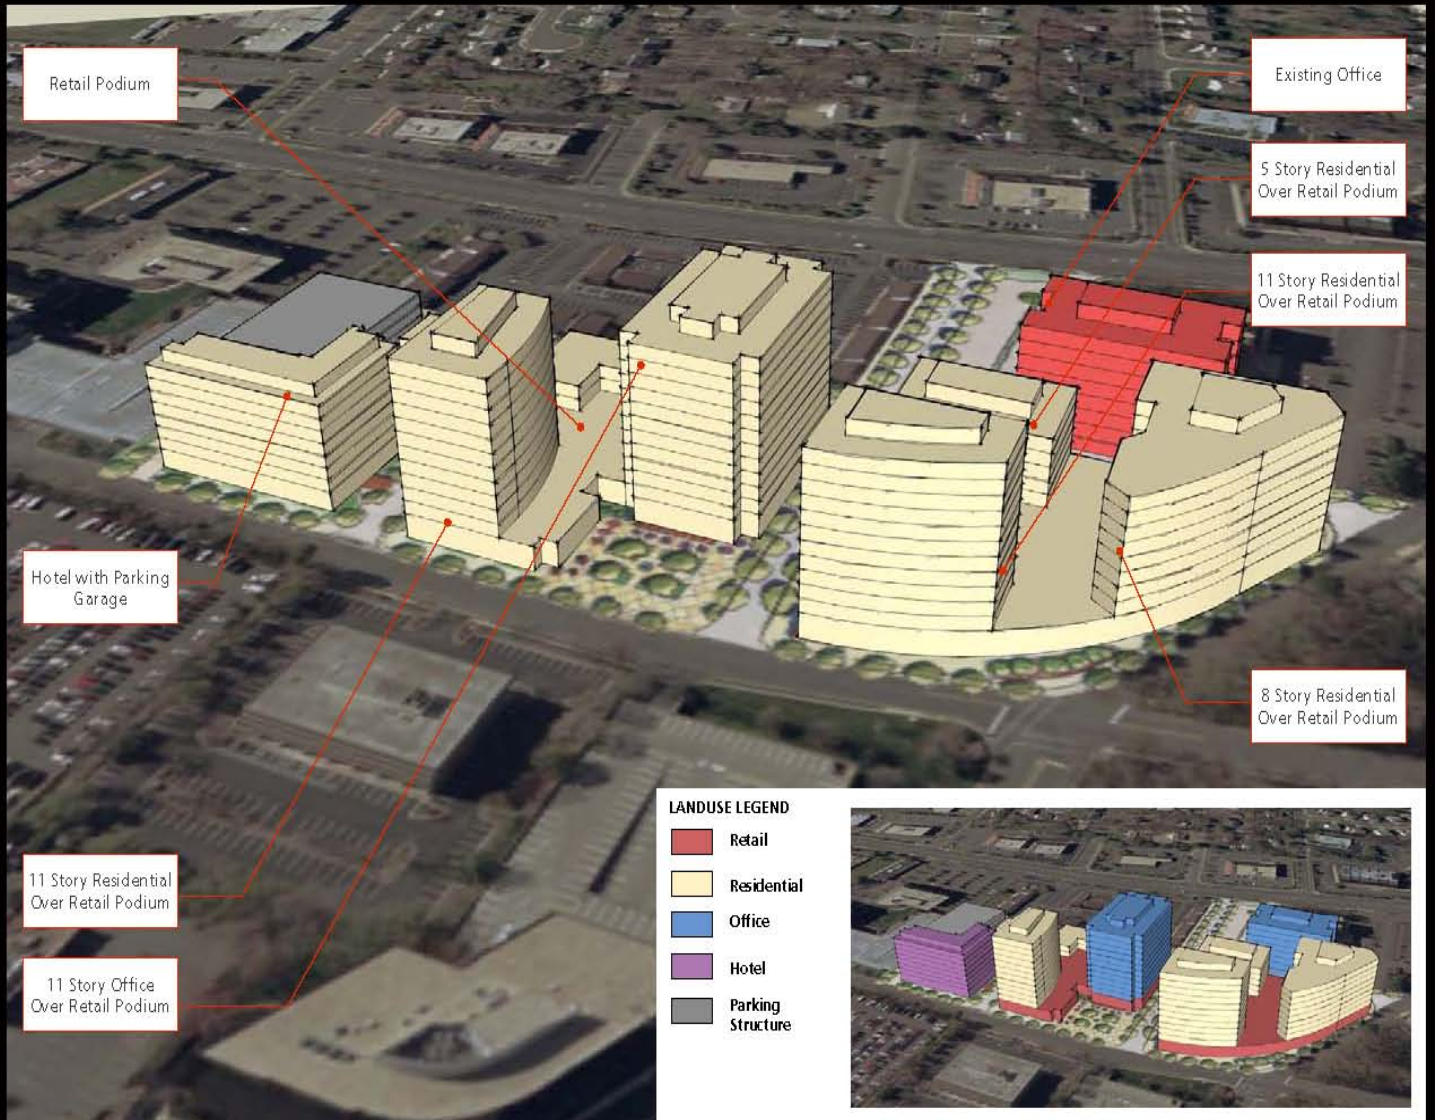 Retail Podium
Existing Office
5 Story Residential
Over Retail Podium
11 Story Residential
Over Retail Podium
Hotel with Parking
Garage
8 Story Residential
Over Retail Podium
11 Story Residential
Over Retail Podium
11 Story Office
Over Retail Podium
LANDUSE LEGEND
Retail
Residential
Office
Hotel
Parking
Structure